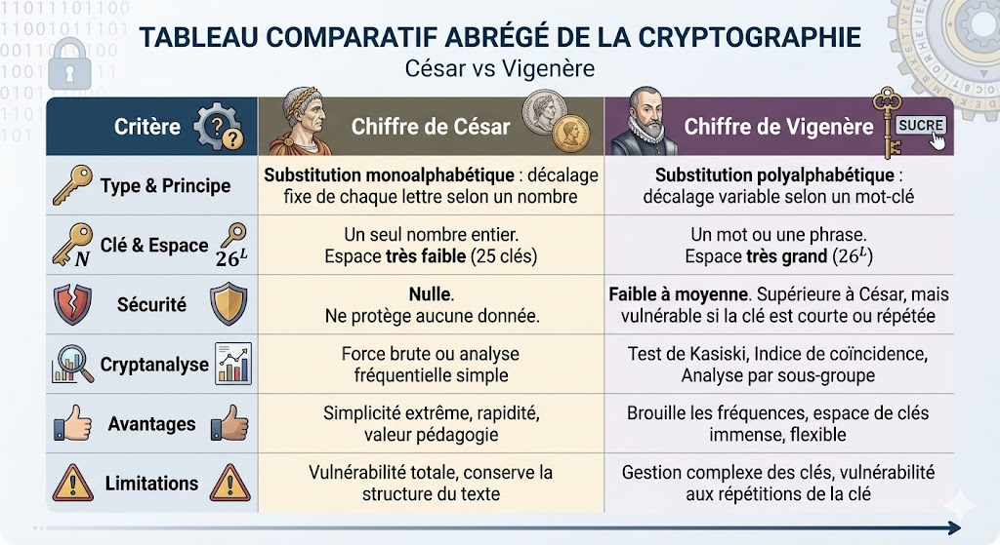 TABLEAU COMPARATIF ABRÉGÉ DE LA CRYPTOGRAPHIE
César vs Vigenère
Critère
Chiffre de César
Chiffre de Vigenère
SUCRE
Type & Principe
Substitution monoalphabétique : décalage
fixe de chaque lettre selon un nombre
Substitution polyalphabétique :
décalage variable selon un mot-clé
N
Clé & Espace
26^L
Un seul nombre entier.
Espace très faible (25 clés)
Un mot ou une phrase.
Espace très grand (26^L)
Sécurité
Nulle.
Ne protège aucune donnée.
Faible à moyenne. Supérieure à César, mais
vulnérable si la clé est courte ou répétée
Cryptanalyse
Force brute ou analyse
fréquentielle simple
Test de Kasiski, Indice de coïncidence,
Analyse par sous-groupe
Avantages
Simplicité extrême, rapidité,
valeur pédagogie
Brouille les fréquences, espace de clés
immense, flexible
Limitations
Vulnérabilité totale, conserve la
structure du texte
Gestion complexe des clés, vulnérabilité
aux répétitions de la clé